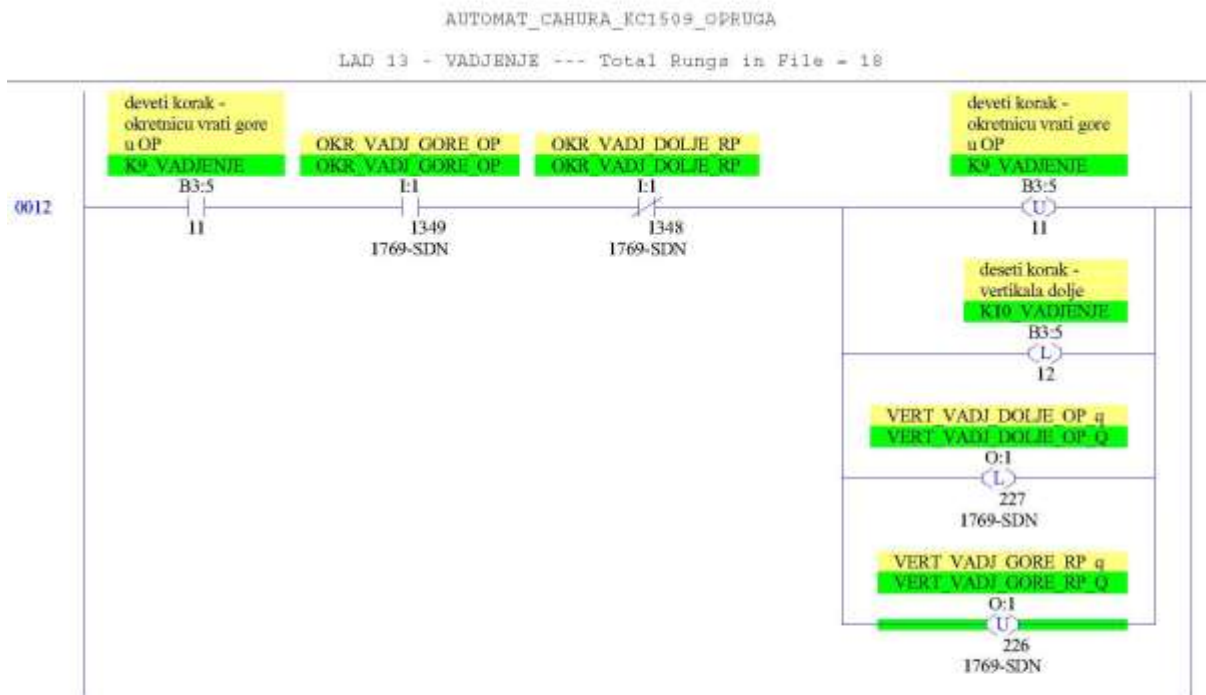 AUTOMAT_CAHURA_KC1509_OPRUGA
LAD 13 - VADJENJE --- Total Rungs in File = 18
deveti korak -
okretnicu vrati gore
u OP
K9_VADJENJE
B3:5
11
OKR_VADJ_GORE_OP
OKR_VADJ_GORE_OP
I:1
1349
1769-SDN
OKR_VADJ_DOLJE_RP
OKR_VADJ_DOLJE_RP
I:1
1348
1769-SDN
deveti korak -
okretnicu vrati gore
u OP
K9_VADJENJE
B3:5
U
11
0012
deseti korak -
vertikala dolje
K10_VADJENJE
B3:5
L
12
VERT_VADJ_DOLJE_OP_q
VERT_VADJ_DOLJE_OP_Q
O:1
L
227
1769-SDN
VERT_VADJ_GORE_RP_q
VERT_VADJ_GORE_RP_Q
O:1
U
226
1769-SDN